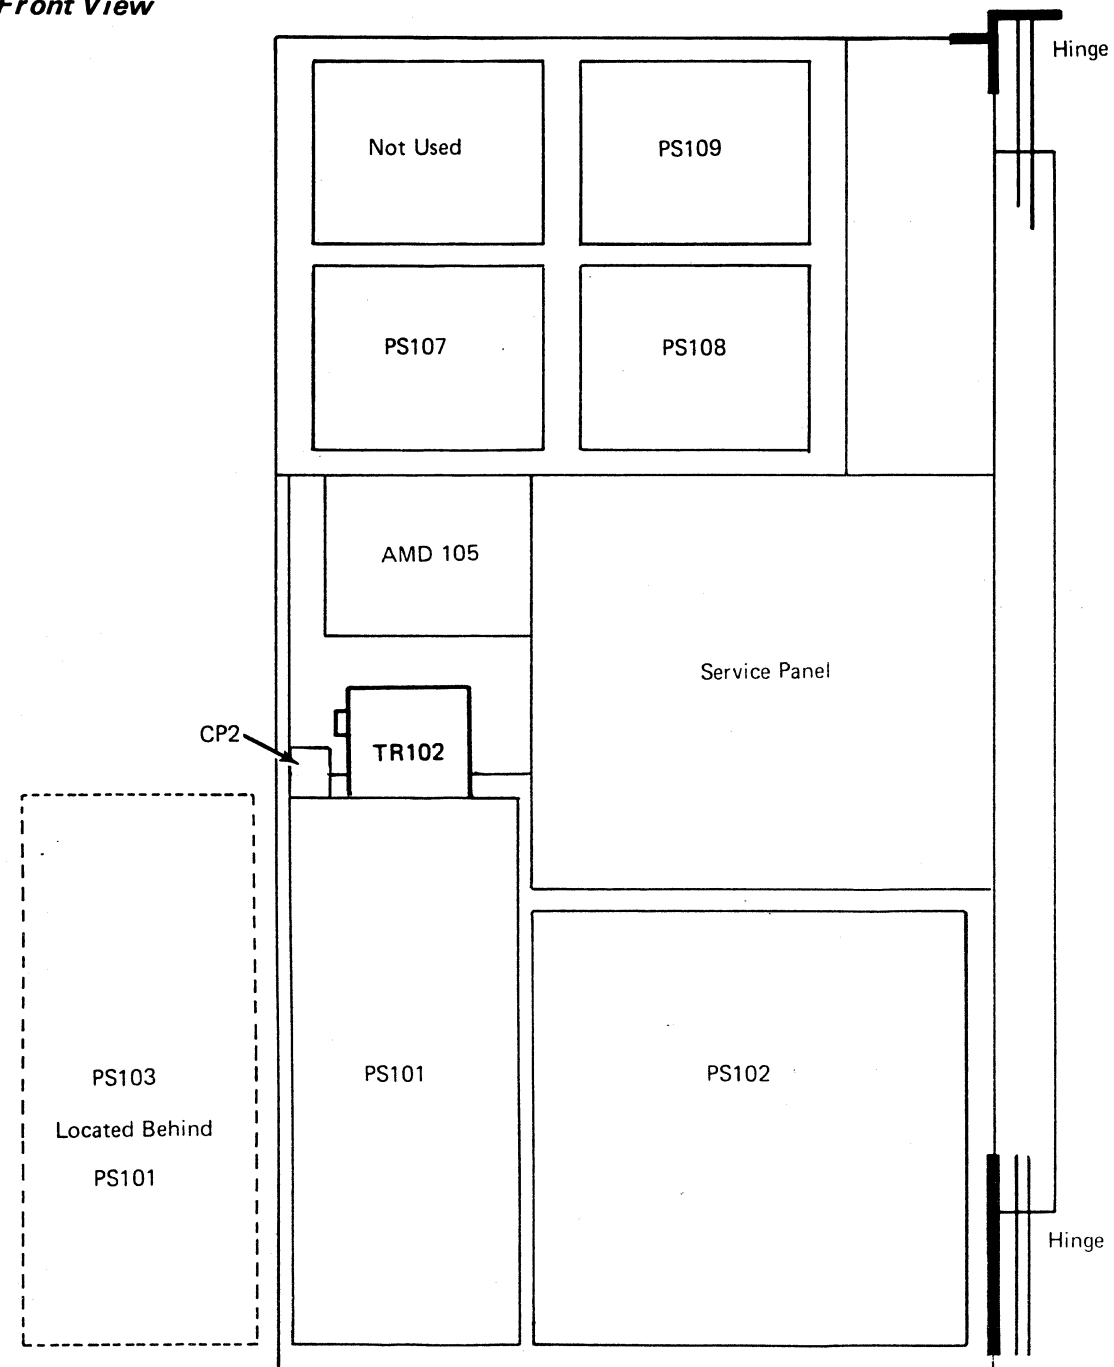 Front View
Hinge
Not Used
PS109
PS107
PS108
AMD 105
Service Panel
CP2
TR102
PS103
Located Behind
PS101
PS101
PS102
Hinge